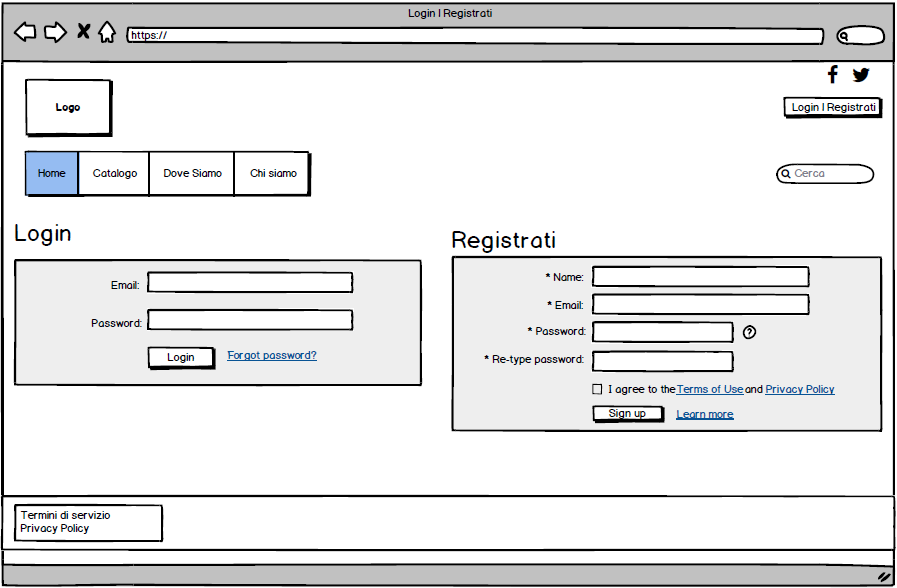 Login | Registrati
https://
Logo
Login | Registrati
Home Catalogo Dove Siamo Chi siamo
Cerca
Login
Email:
Password:
Login Forgot password?
Registrati
* Name:
* Email:
* Password: ?
* Re-type password:
I agree to the Terms of Use and Privacy Policy
Sign up Learn more
Termini di servizio
Privacy Policy